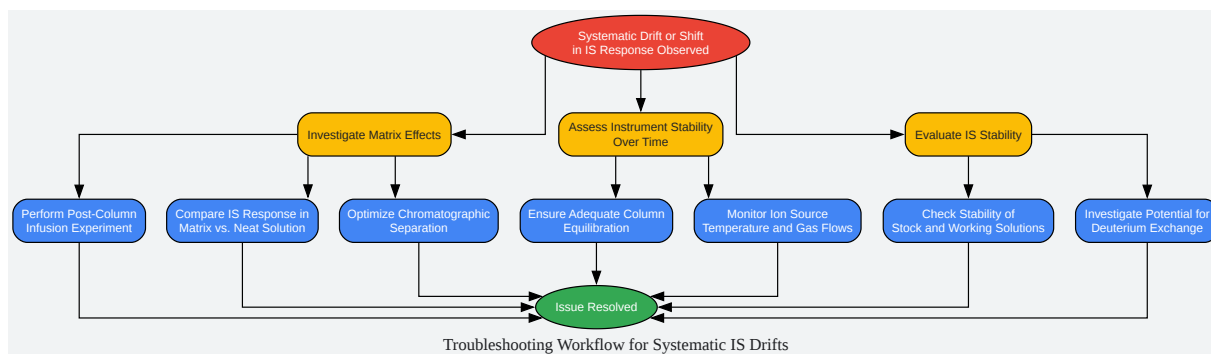 Systematic Drift or Shift
in IS Response Observed
Investigate Matrix Effects
Assess Instrument Stability
Over Time
Evaluate IS Stability
Perform Post-Column
Infusion Experiment
Compare IS Response in
Matrix vs. Neat Solution
Optimize Chromatographic
Separation
Ensure Adequate Column
Equilibration
Monitor Ion Source
Temperature and Gas Flows
Check Stability of
Stock and Working Solutions
Investigate Potential for
Deuterium Exchange
Issue Resolved
Troubleshooting Workflow for Systematic IS Drifts